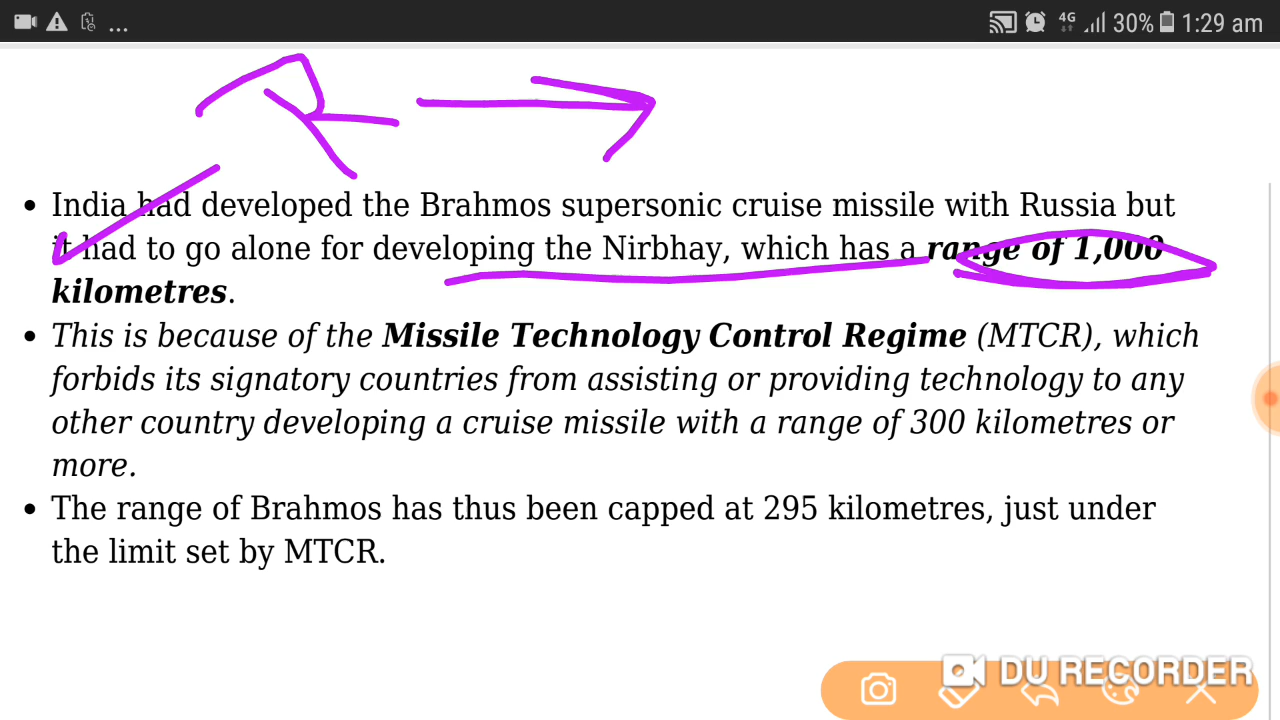 ... 4G 30% 1:29 am
R
• India had developed the Brahmos supersonic cruise missile with Russia but
it had to go alone for developing the Nirbhay, which has a range of 1,000
kilometres.
• This is because of the Missile Technology Control Regime (MTCR), which
forbids its signatory countries from assisting or providing technology to any
other country developing a cruise missile with a range of 300 kilometres or
more.
• The range of Brahmos has thus been capped at 295 kilometres, just under
the limit set by MTCR.
DU RECORDER